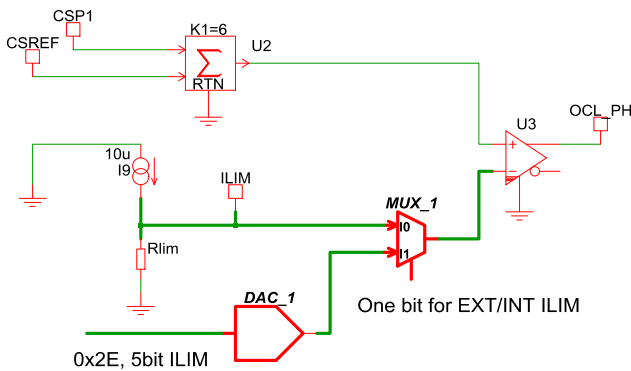 CSP1
K1=6
CSREF
U2
Σ
RTN
OCL_PH
U3
+
−
10u
I9
ILIM
MUX_1
I0
Rlim
I1
DAC_1
One bit for EXT/INT ILIM
0x2E, 5bit ILIM